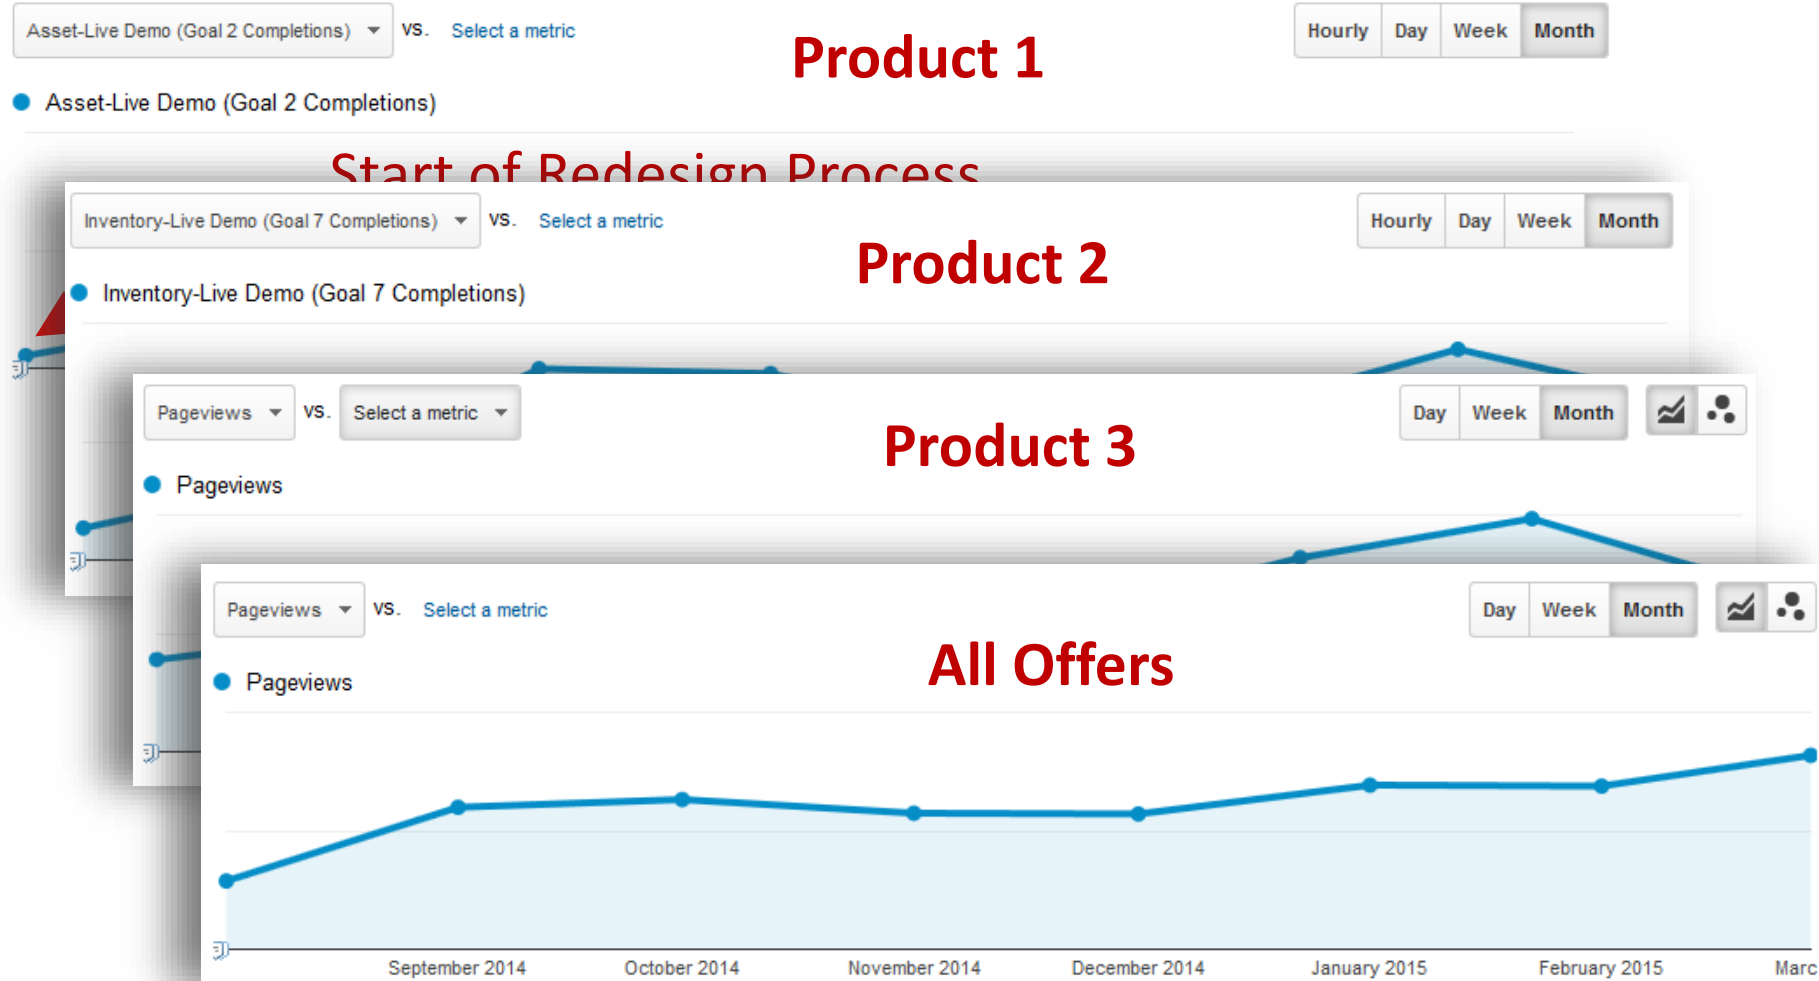 Asset-Live Demo (Goal 2 Completions) VS. Select a metric
Hourly Day Week Month
Product 1
Asset-Live Demo (Goal 2 Completions)
Start of Redesign Process
Inventory-Live Demo (Goal 7 Completions) VS. Select a metric
Hourly Day Week Month
Product 2
Inventory-Live Demo (Goal 7 Completions)
Pageviews VS. Select a metric
Day Week Month
Product 3
Pageviews
Pageviews VS. Select a metric
Day Week Month
All Offers
Pageviews
September 2014 October 2014 November 2014 December 2014 January 2015 February 2015 Marc